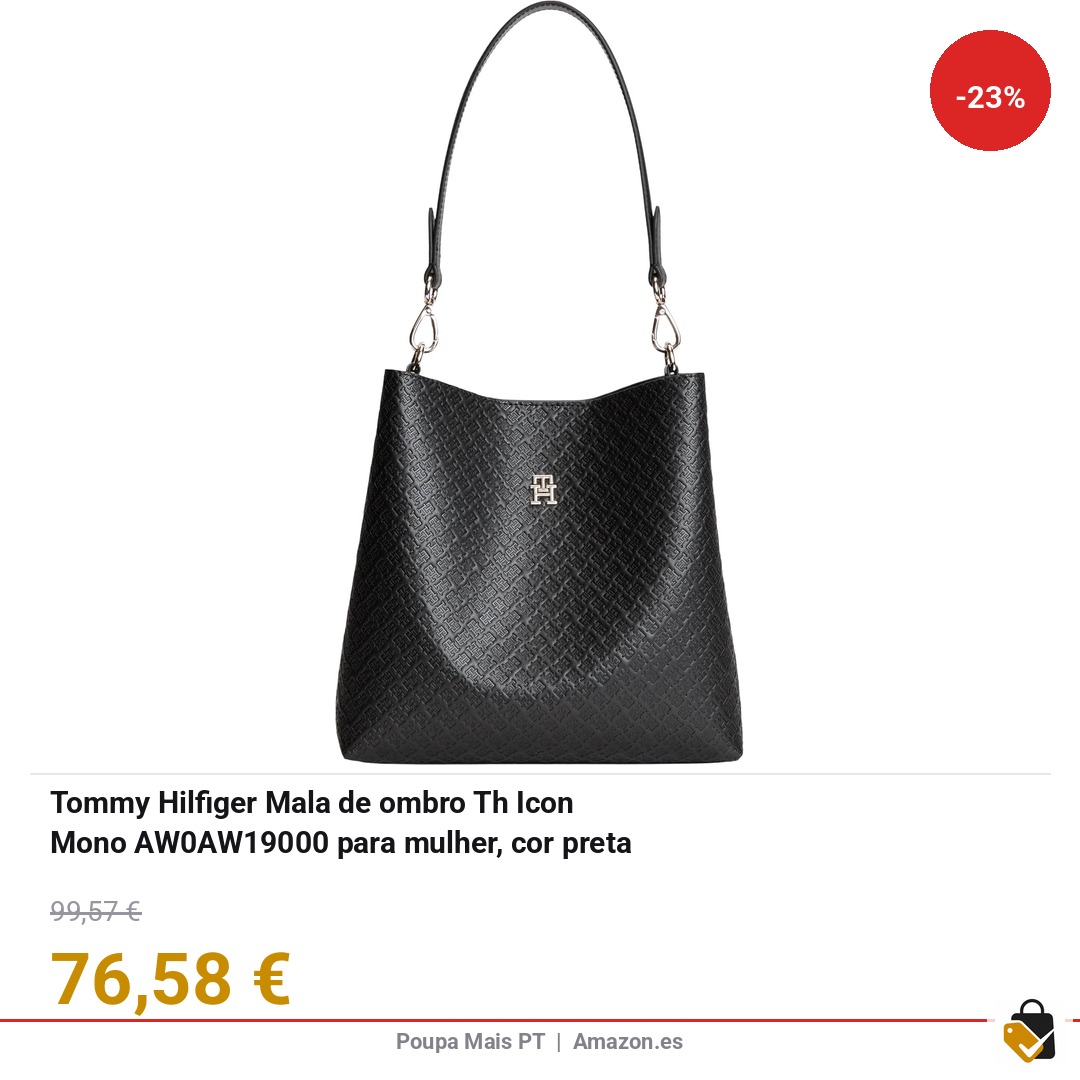 -23%
TH
Tommy Hilfiger Mala de ombro Th Icon
Mono AW0AW19000 para mulher, cor preta
99,57 €
76,58 €
Poupa Mais PT | Amazon.es